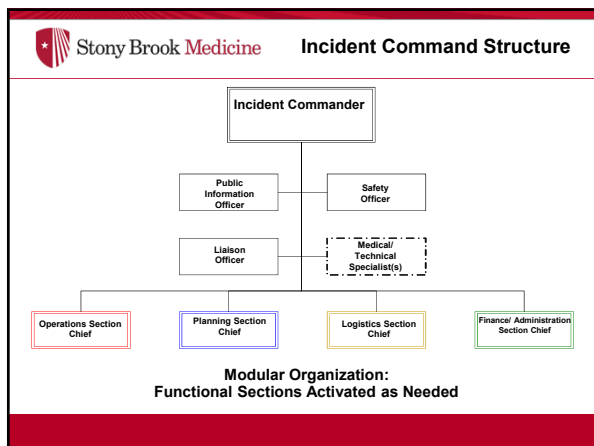 Stony Brook Medicine
Incident Command Structure
Incident Commander
Public
Information
Officer
Safety
Officer
Liaison
Officer
Medical/
Technical
Specialist(s)
Operations Section
Chief
Planning Section
Chief
Logistics Section
Chief
Finance/ Administration
Section Chief
Modular Organization:
Functional Sections Activated as Needed